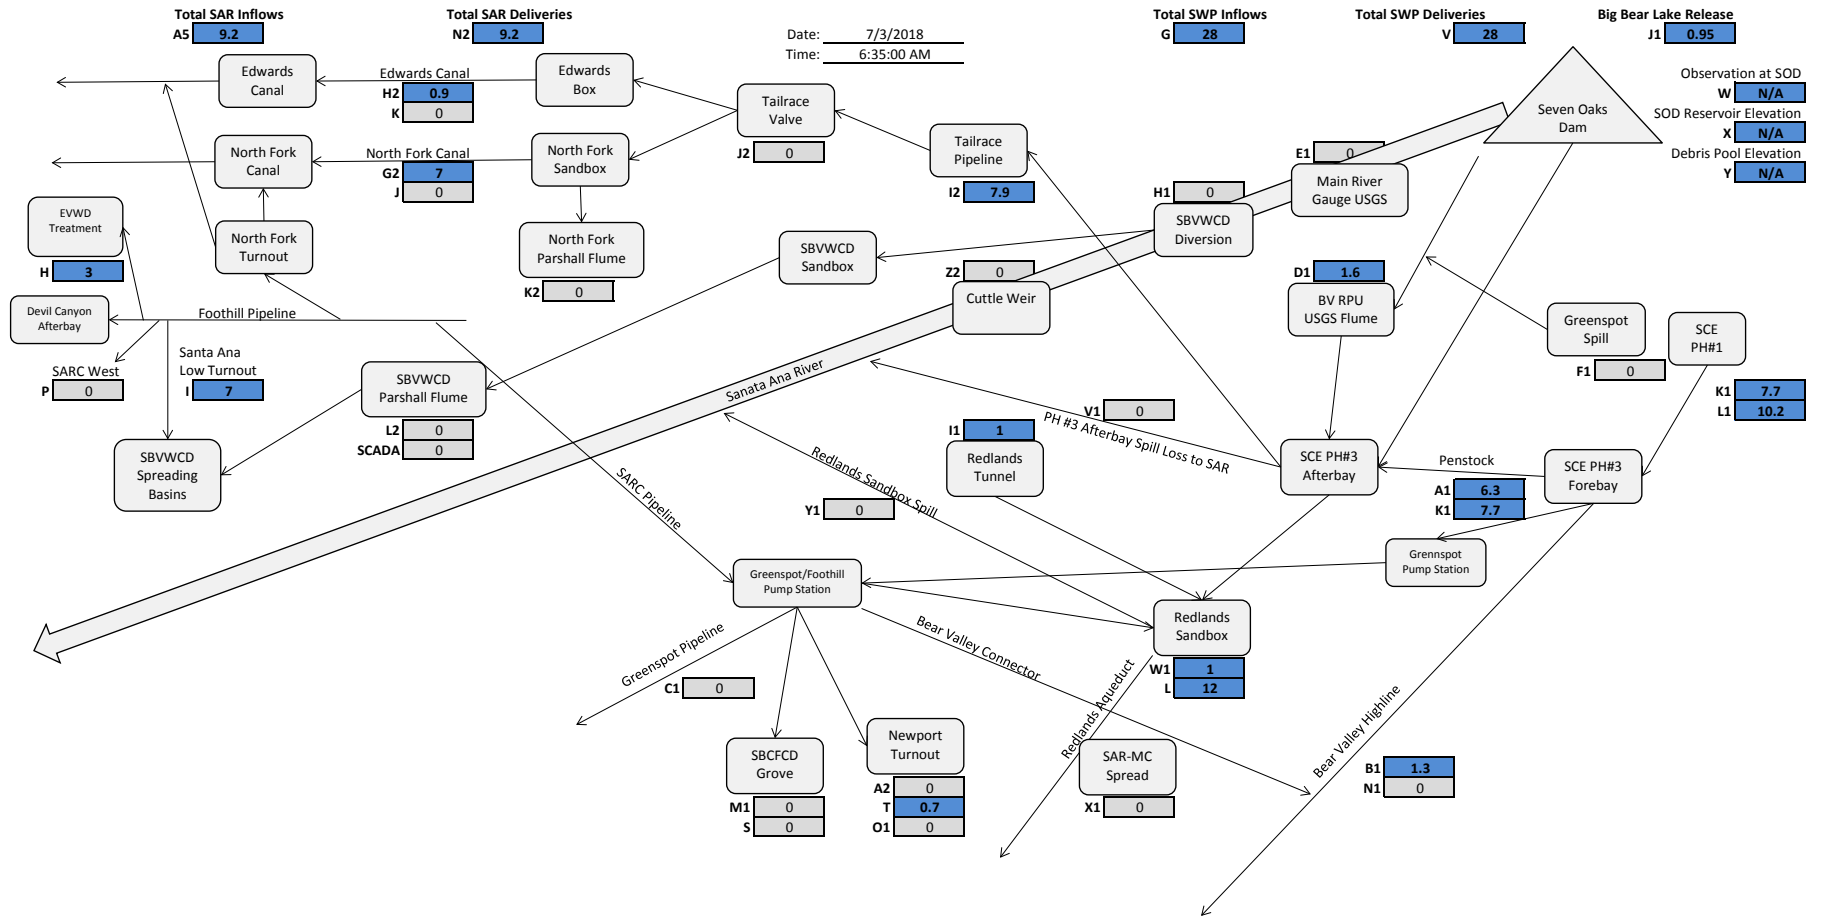 Total SAR Inflows
A5 9.2
Total SAR Deliveries
N2 9.2
Date: 7/3/2018
Time: 6:35:00 AM
Total SWP Inflows
G 28
Total SWP Deliveries
V 28
Big Bear Lake Release
J1 0.95
Edwards
Canal
Edwards Canal
H2 0.9
K 0
Edwards
Box
Tailrace
Valve
J2 0
Tailrace
Pipeline
I2 7.9
E1 0
Seven Oaks
Dam
Observation at SOD
W N/A
SOD Reservoir Elevation
X N/A
Debris Pool Elevation
Y N/A
North Fork
Canal
North Fork Canal
G2 7
J 0
North Fork
Sandbox
Main River
Gauge USGS
H1 0
SBVWCD
Diversion
EVWD
Treatment
H 3
North Fork
Turnout
North Fork
Parshall Flume
K2 0
SBVWCD
Sandbox
Z2 0
Cuttle Weir
D1 1.6
BV RPU
USGS Flume
Greenspot
Spill
F1 0
SCE
PH#1
K1 7.7
L1 10.2
Devil Canyon
Afterbay
Foothill Pipeline
SARC West
P 0
Santa Ana
Low Turnout
I 7
SBVWCD
Parshall Flume
L2 0
SCADA 0
Sanata Ana River
V1 0
PH #3 Afterbay Spill Loss to SAR
I1 1
Redlands
Tunnel
SCE PH#3
Afterbay
Penstock
A1 6.3
K1 7.7
SCE PH#3
Forebay
SBVWCD
Spreading
Basins
SARC Pipeline
Redlands Sandbox Spill
Y1 0
Greenspot/Foothill
Pump Station
Grennspot
Pump Station
Redlands
Sandbox
W1 1
L 12
Greenspot Pipeline
C1 0
Bear Valley Connector
Redlands Aqueduct
Bear Valley Highline
SBCFCD
Grove
M1 0
S 0
Newport
Turnout
A2 0
T 0.7
O1 0
SAR-MC
Spread
X1 0
B1 1.3
N1 0